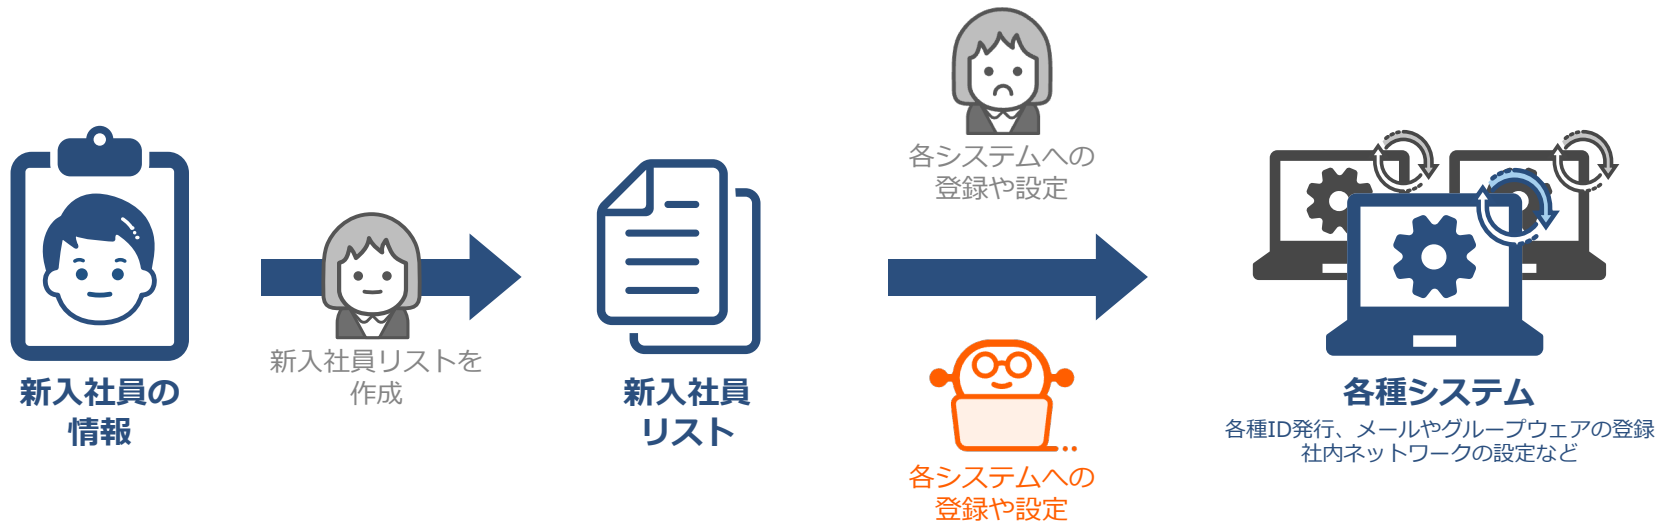 新入社員の
情報
新入社員リストを
作成
新入社員
リスト
各システムへの
登録や設定
各システムへの
登録や設定
各種システム
各種ID発行、メールやグループウェアの登録
社内ネットワークの設定など